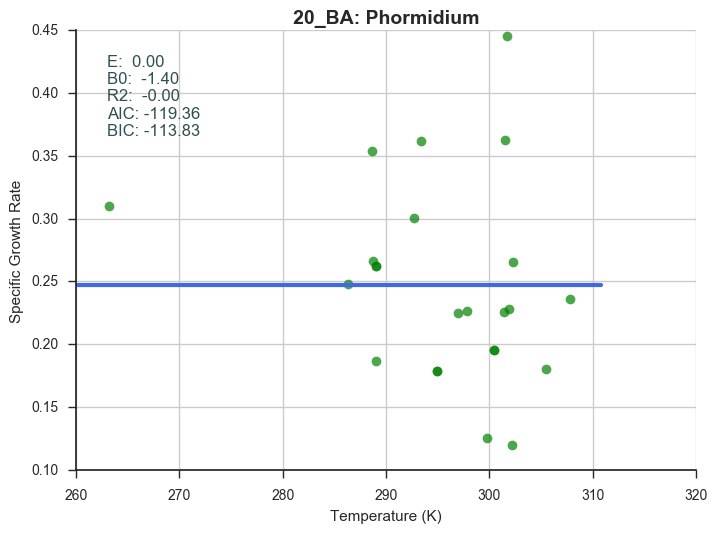 20_BA: Phormidium
E:  0.00
B0:  -1.40
R2:  -0.00
AIC: -119.36
BIC: -113.83
0.45
0.40
0.35
0.30
0.25
0.20
0.15
0.10
Specific Growth Rate
260 270 280 290 300 310 320
Temperature (K)